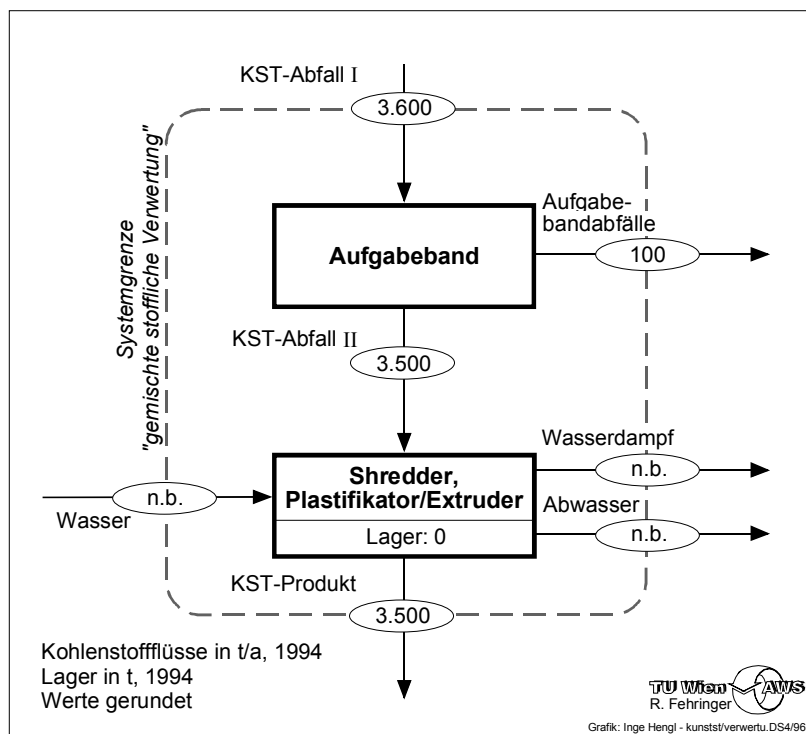 KST-Abfall I
3.600
Systemgrenze
"gemischte stoffliche Verwertung"
Aufgabeband
Aufgabe-
bandabfälle
100
KST-Abfall II
3.500
Wasser
n.b.
Shredder,
Plastifikator/Extruder
Lager: 0
Wasserdampf
n.b.
Abwasser
n.b.
KST-Produkt
3.500
Kohlenstoffflüsse in t/a, 1994
Lager in t, 1994
Werte gerundet
TU Wien AWS
R. Fehringer
Grafik: Inge Hengl - kunstst/verwertu.DS4/96